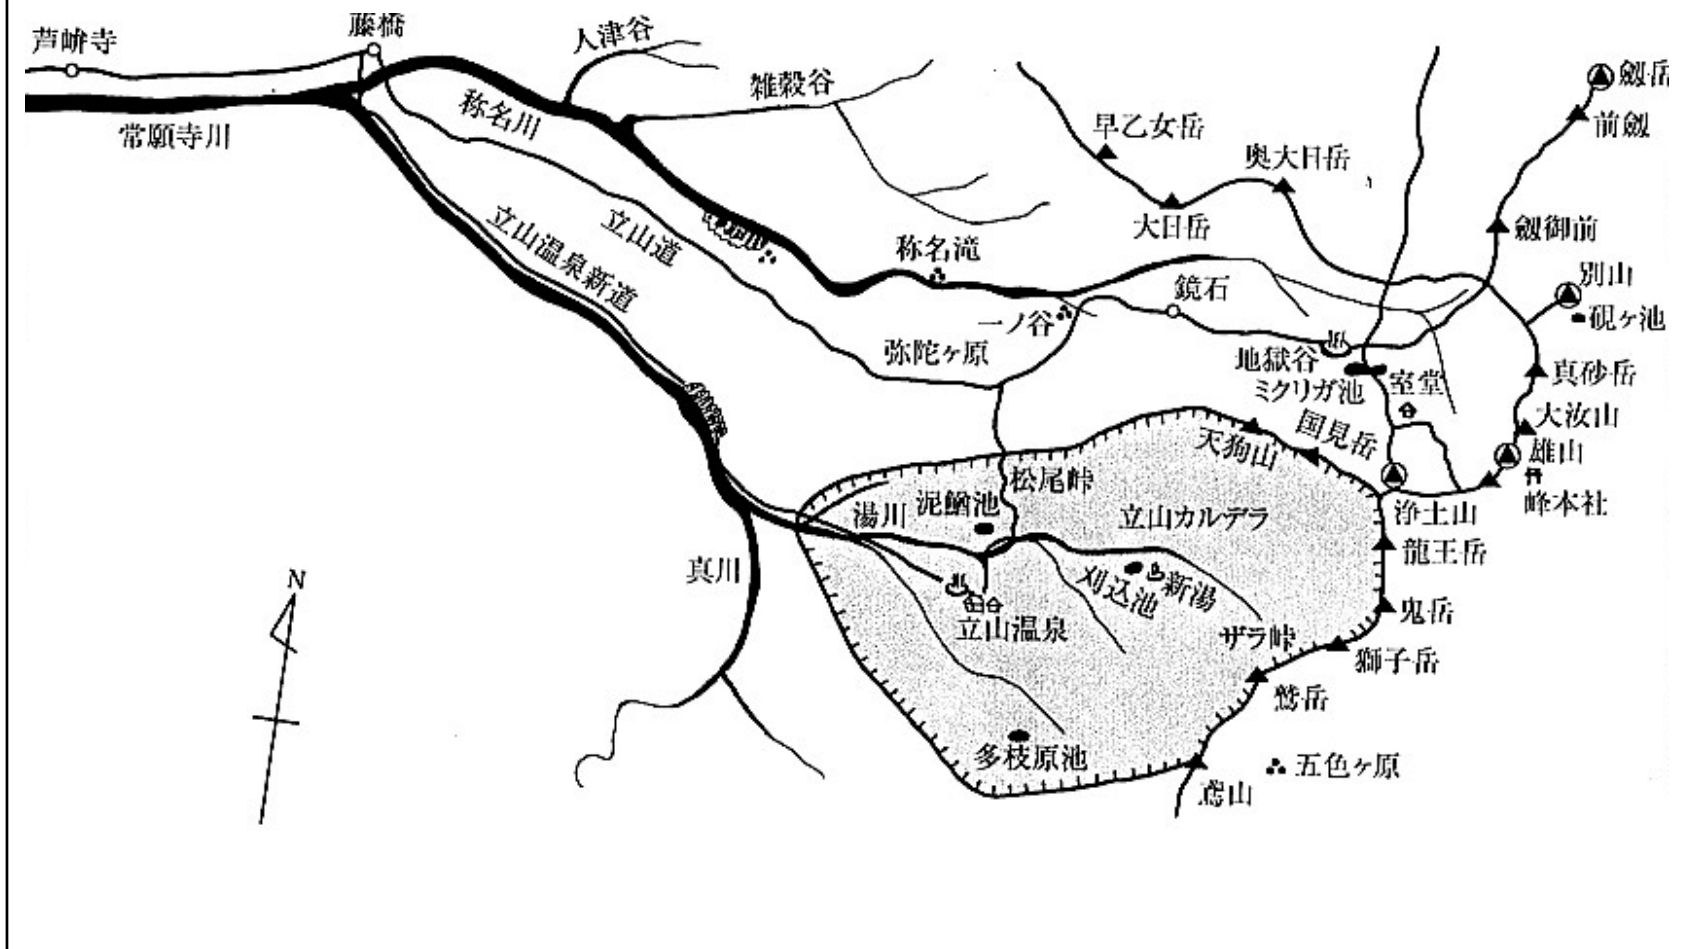 芦峅寺
藤橋
人津谷
雑穀谷
常願寺川
称名川
早乙女岳
奥大日岳
大日岳
劔岳
前劔
劔御前
別山
硯ヶ池
立山道
立山温泉新道
称名滝
一ノ谷
鏡石
弥陀ヶ原
地獄谷
ミクリガ池
室堂
真砂岳
大汝山
雄山
峰本社
国見岳
天狗山
浄土山
松尾峠
泥鰌池
湯川
立山カルデラ
龍王岳
真川
刈込池
新湯
鬼岳
立山温泉
ザラ峠
獅子岳
鷲岳
多枝原池
五色ヶ原
鳶山
N